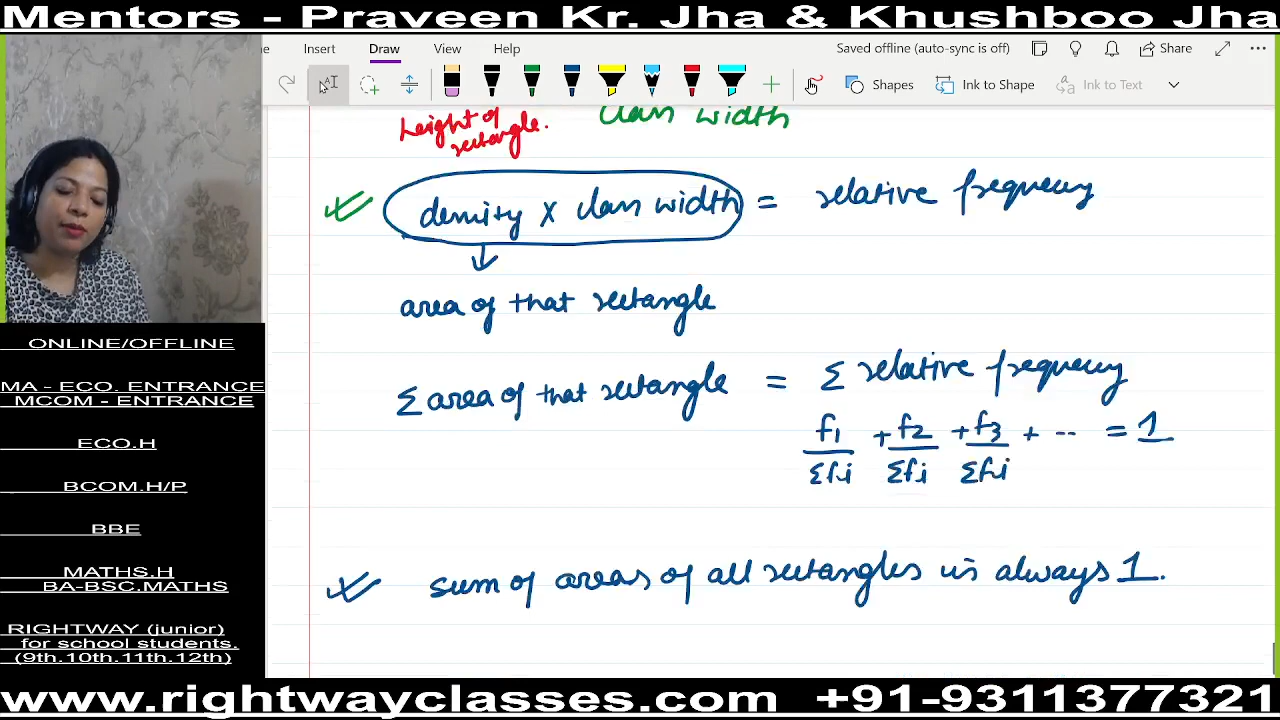 Mentors - Praveen Kr. Jha & Khushboo Jha
Insert Draw View Help
Saved offline (auto-sync is off)
Share
Shapes
Ink to Shape
Ink to Text
height of rectangle.
class width
density x class width = relative frequency
area of that rectangle
Σ area of that rectangle = Σ relative frequency
f1/Σfi + f2/Σfi + f3/Σfi + -- = 1
sum of areas of all rectangles is always 1.
ONLINE/OFFLINE
MA - ECO. ENTRANCE
MCOM - ENTRANCE
ECO.H
BCOM.H/P
BBE
MATHS.H
BA-BSC.MATHS
RIGHTWAY (junior)
for school students.
(9th.10th.11th.12th)
www.rightwayclasses.com +91-9311377321